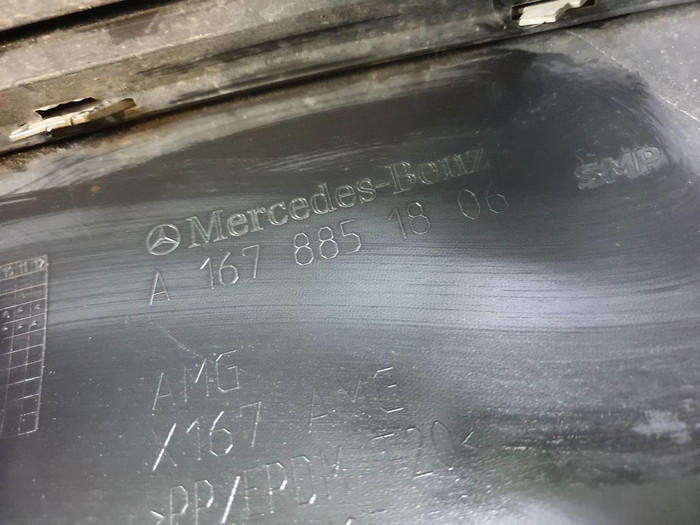 Mercedes-Benz
SMP
A 167 885 18 06
AMG
X167 AMG
>PP/EPDM T20<